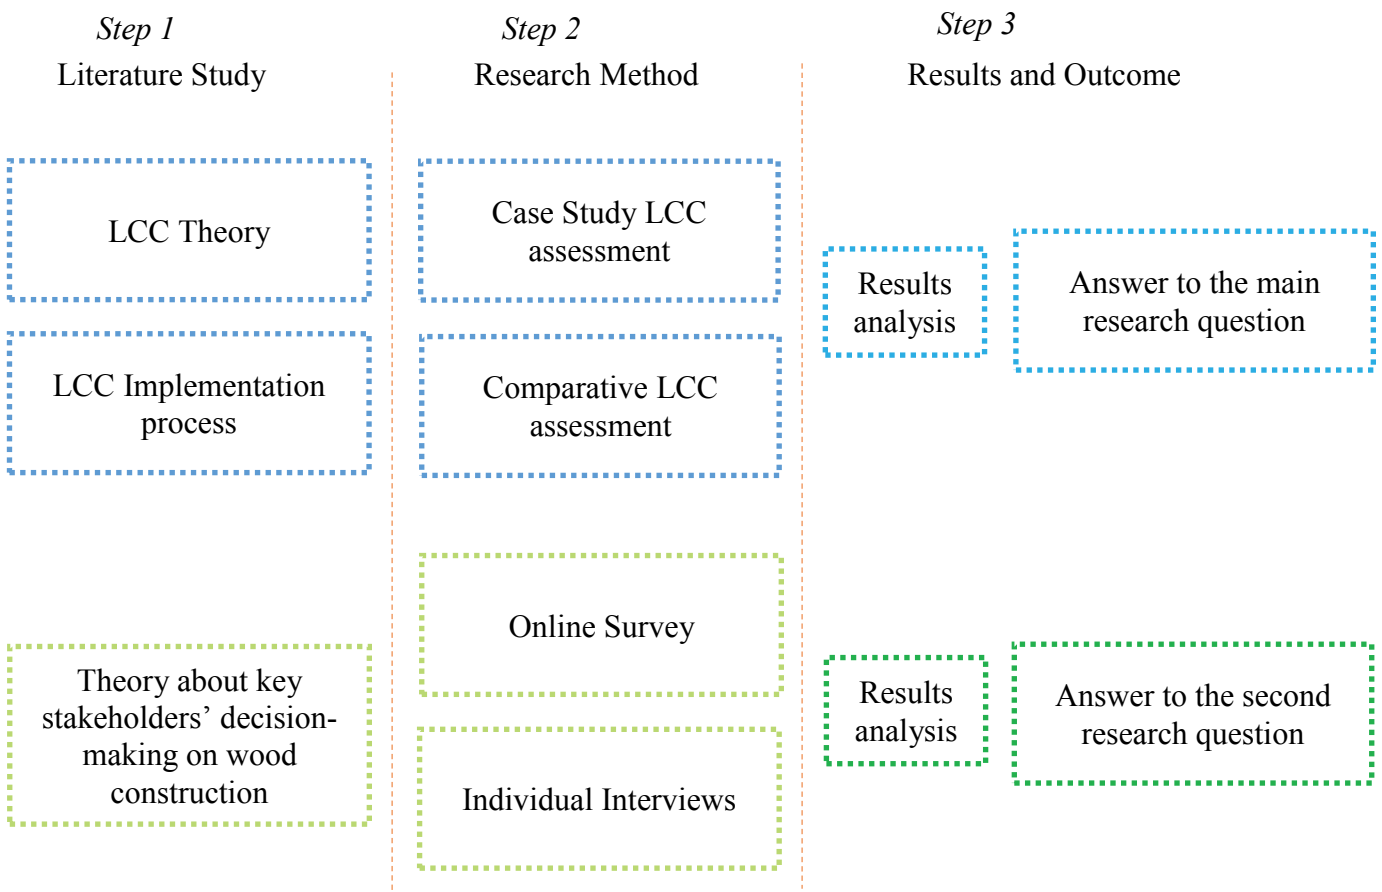 Step 1
Literature Study
LCC Theory
LCC Implementation
process
Theory about key
stakeholders’ decision-
making on wood
construction
Step 2
Research Method
Case Study LCC
assessment
Comparative LCC
assessment
Online Survey
Individual Interviews
Step 3
Results and Outcome
Results
analysis
Answer to the main
research question
Results
analysis
Answer to the second
research question